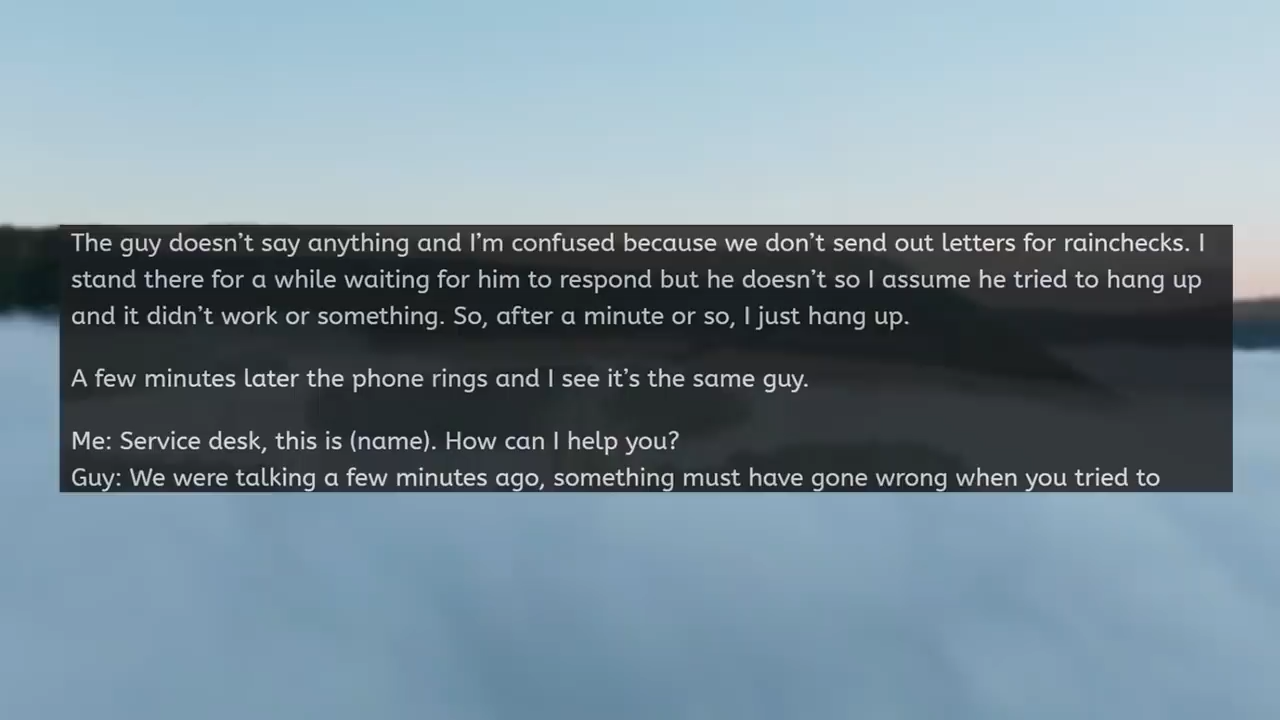 The guy doesn’t say anything and I’m confused because we don’t send out letters for rainchecks. I
stand there for a while waiting for him to respond but he doesn’t so I assume he tried to hang up
and it didn’t work or something. So, after a minute or so, I just hang up.
A few minutes later the phone rings and I see it’s the same guy.
Me: Service desk, this is (name). How can I help you?
Guy: We were talking a few minutes ago, something must have gone wrong when you tried to